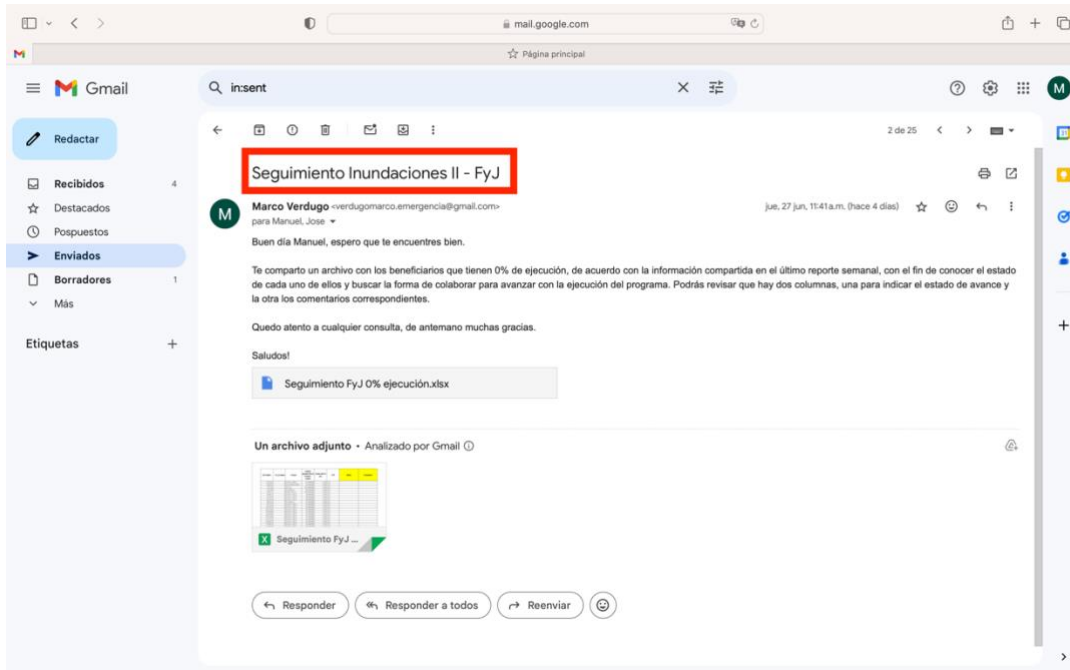 mail.google.com
Página principal
Gmail
in:sent
Redactar
2 de 25
Seguimiento Inundaciones II - FyJ
Recibidos 4
Destacados
Pospuestos
Enviados
Borradores 1
Más
Etiquetas
M
M
Marco Verdugo <verdugomarco.emergencia@gmail.com>
jue, 27 jun, 11:41 a.m. (hace 4 días)
para Manuel, Jose
Buen día Manuel, espero que te encuentres bien.
Te comparto un archivo con los beneficiarios que tienen 0% de ejecución, de acuerdo con la información compartida en el último reporte semanal, con el fin de conocer el estado
de cada uno de ellos y buscar la forma de colaborar para avanzar con la ejecución del programa. Podrás revisar que hay dos columnas, una para indicar el estado de avance y
la otra los comentarios correspondientes.
Quedo atento a cualquier consulta, de antemano muchas gracias.
Saludos!
Seguimiento FyJ 0% ejecución.xlsx
Un archivo adjunto • Analizado por Gmail
X Seguimiento FyJ ...
Responder
Responder a todos
Reenviar